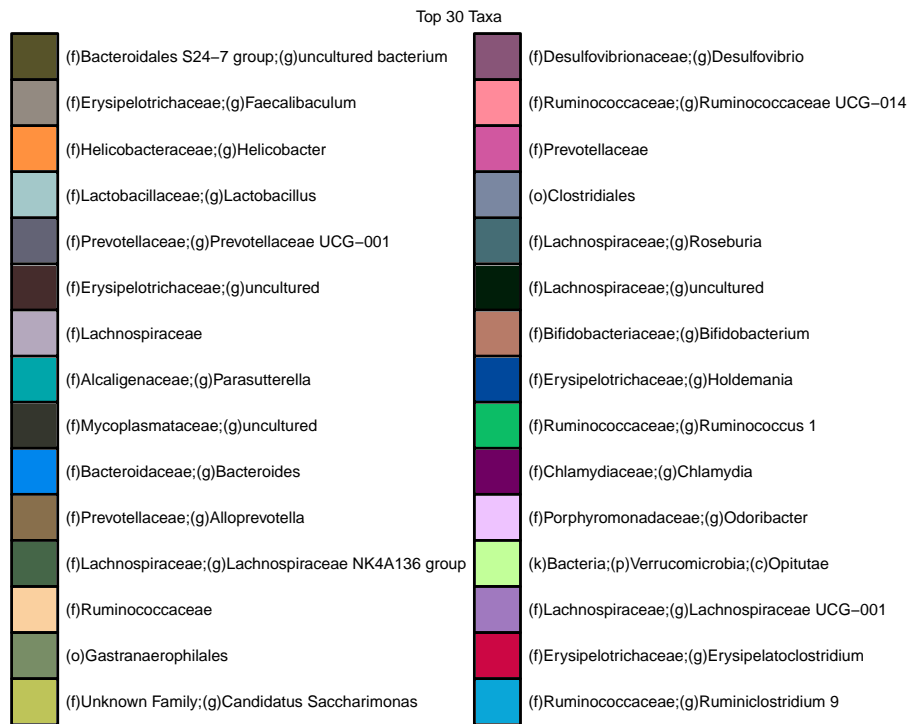 Top 30 Taxa
(f)Bacteroidales S24−7 group;(g)uncultured bacterium
(f)Erysipelotrichaceae;(g)Faecalibaculum
(f)Helicobacteraceae;(g)Helicobacter
(f)Lactobacillaceae;(g)Lactobacillus
(f)Prevotellaceae;(g)Prevotellaceae UCG−001
(f)Erysipelotrichaceae;(g)uncultured
(f)Lachnospiraceae
(f)Alcaligenaceae;(g)Parasutterella
(f)Mycoplasmataceae;(g)uncultured
(f)Bacteroidaceae;(g)Bacteroides
(f)Prevotellaceae;(g)Alloprevotella
(f)Lachnospiraceae;(g)Lachnospiraceae NK4A136 group
(f)Ruminococcaceae
(o)Gastranaerophilales
(f)Unknown Family;(g)Candidatus Saccharimonas
(f)Desulfovibrionaceae;(g)Desulfovibrio
(f)Ruminococcaceae;(g)Ruminococcaceae UCG−014
(f)Prevotellaceae
(o)Clostridiales
(f)Lachnospiraceae;(g)Roseburia
(f)Lachnospiraceae;(g)uncultured
(f)Bifidobacteriaceae;(g)Bifidobacterium
(f)Erysipelotrichaceae;(g)Holdemania
(f)Ruminococcaceae;(g)Ruminococcus 1
(f)Chlamydiaceae;(g)Chlamydia
(f)Porphyromonadaceae;(g)Odoribacter
(k)Bacteria;(p)Verrucomicrobia;(c)Opitutae
(f)Lachnospiraceae;(g)Lachnospiraceae UCG−001
(f)Erysipelotrichaceae;(g)Erysipelatoclostridium
(f)Ruminococcaceae;(g)Ruminiclostridium 9